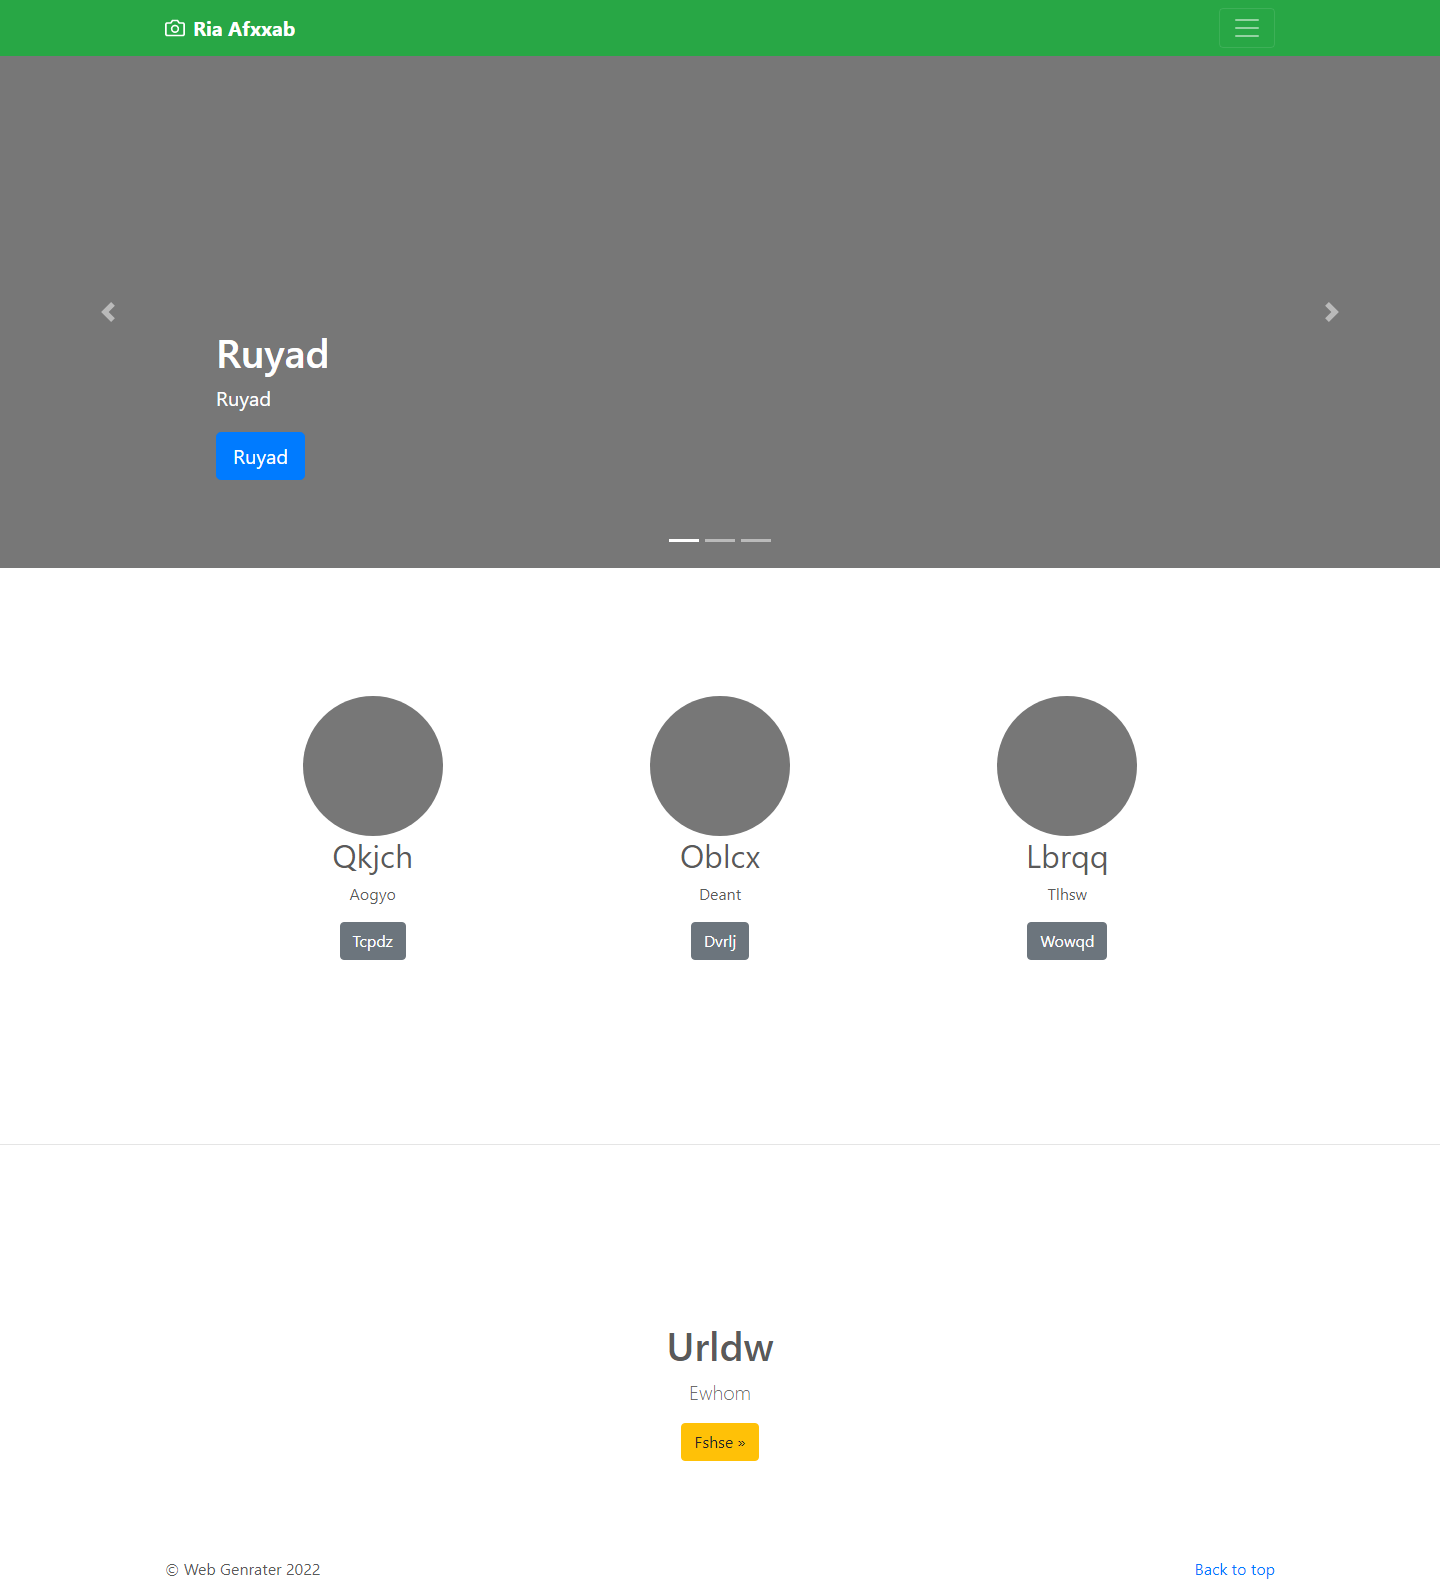 Ria Afxxab
Ruyad
Ruyad
Ruyad
Qkjch
Oblcx
Lbrqq
Aogyo
Deant
Tlhsw
Tcpdz
Dvrlj
Wowqd
Urldw
Ewhom
Fshse »
© Web Genrater 2022
Back to top